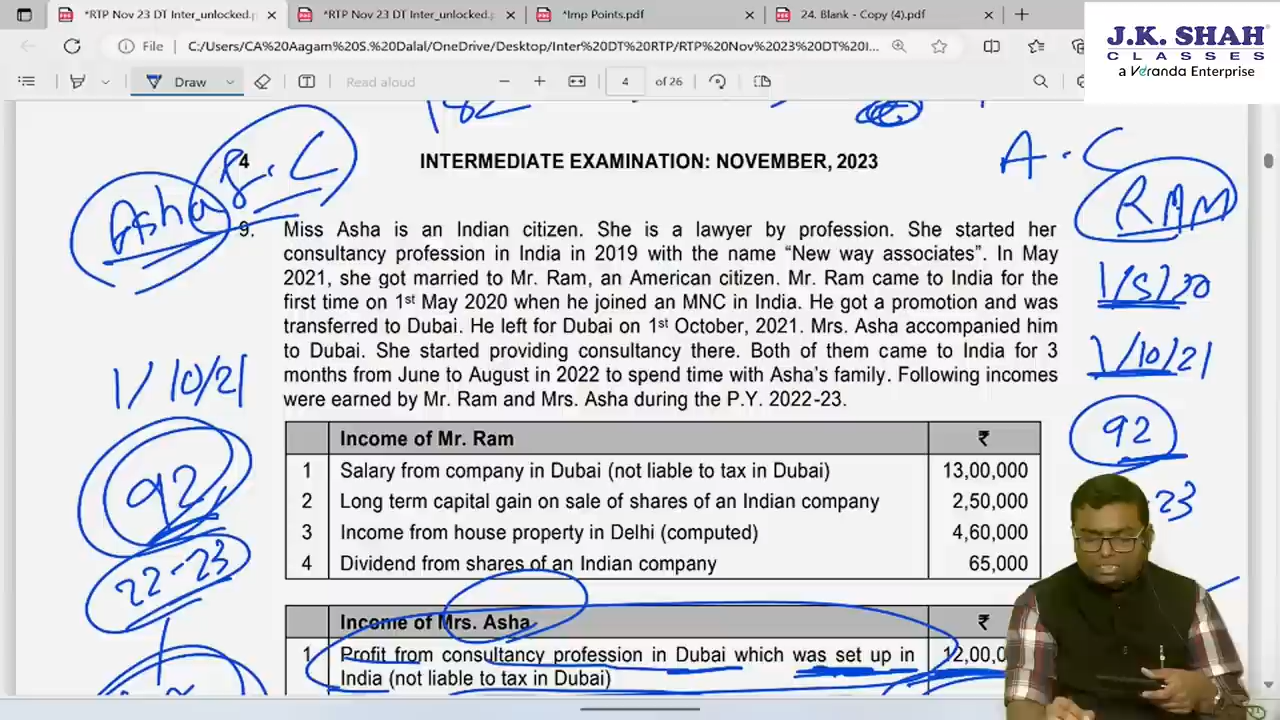 *RTP Nov 23 DT Inter_unlocked.p
*RTP Nov 23 DT Inter_unlocked.p
*Imp Points.pdf
24. Blank - Copy (4).pdf
File
C:/Users/CA%20Aagam%20S.%20Dalal/OneDrive/Desktop/Inter%20DT%20RTP/RTP%20Nov%202023%20DT%20I...
J.K. SHAH
CLASSES
a Veranda Enterprise
Draw
Read aloud
4
of 26
182
4
INTERMEDIATE EXAMINATION: NOVEMBER, 2023
A.C
Asha
RAM
9.
Miss Asha is an Indian citizen. She is a lawyer by profession. She started her
consultancy profession in India in 2019 with the name “New way associates”. In May
2021, she got married to Mr. Ram, an American citizen. Mr. Ram came to India for the
first time on 1st May 2020 when he joined an MNC in India. He got a promotion and was
transferred to Dubai. He left for Dubai on 1st October, 2021. Mrs. Asha accompanied him
to Dubai. She started providing consultancy there. Both of them came to India for 3
months from June to August in 2022 to spend time with Asha’s family. Following incomes
were earned by Mr. Ram and Mrs. Asha during the P.Y. 2022-23.
1/5/20
1/10/21
1/10/21
92
92
22-23
23
Income of Mr. Ram ₹
1 Salary from company in Dubai (not liable to tax in Dubai) 13,00,000
2 Long term capital gain on sale of shares of an Indian company 2,50,000
3 Income from house property in Delhi (computed) 4,60,000
4 Dividend from shares of an Indian company 65,000
Income of Mrs. Asha ₹
1 Profit from consultancy profession in Dubai which was set up in 12,00,0
India (not liable to tax in Dubai)